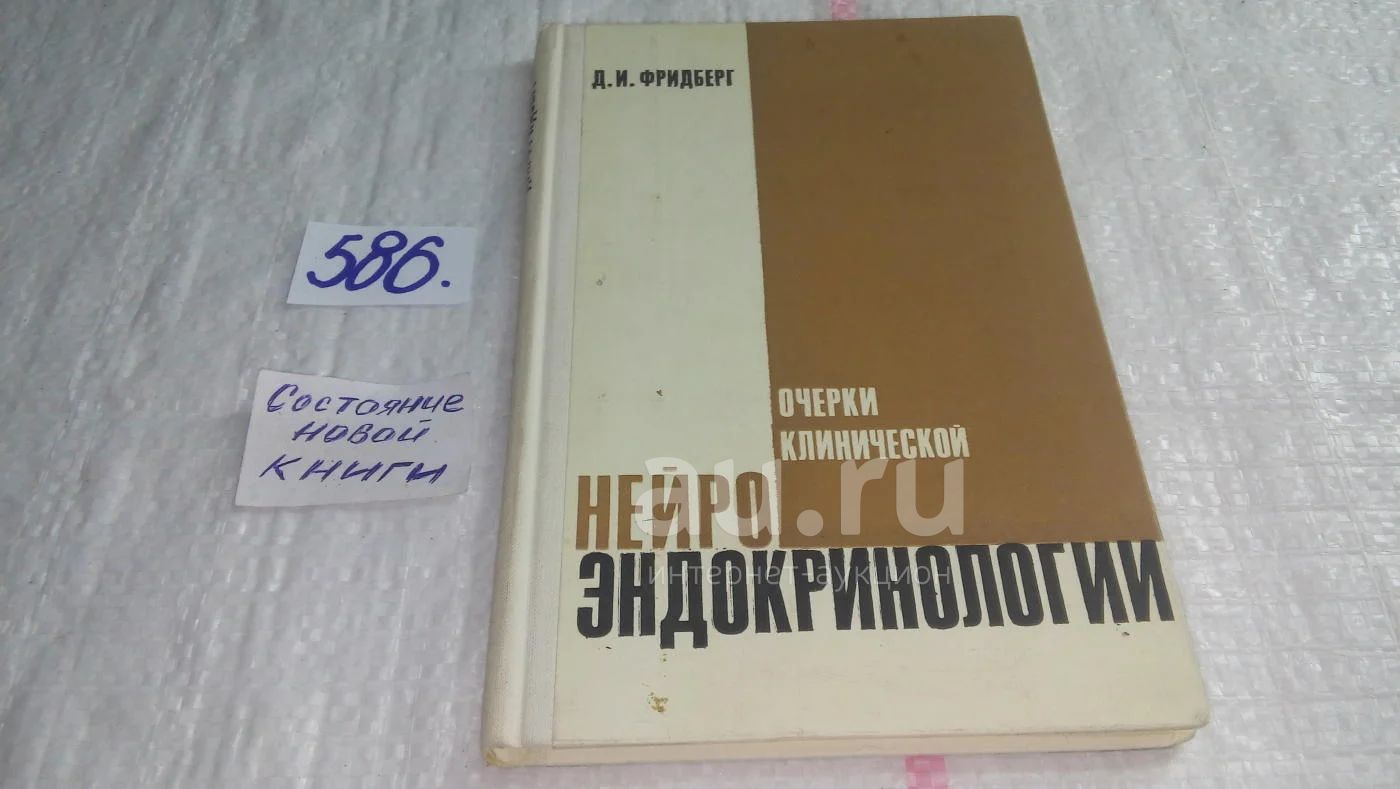 Д.И. ФРИДБЕРГ
ОЧЕРКИ
КЛИНИЧЕСКОЙ
НЕЙРО
ЭНДОКРИНОЛОГИИ
586.
Состояние
новой
книги
au.ru
интернет-аукцион